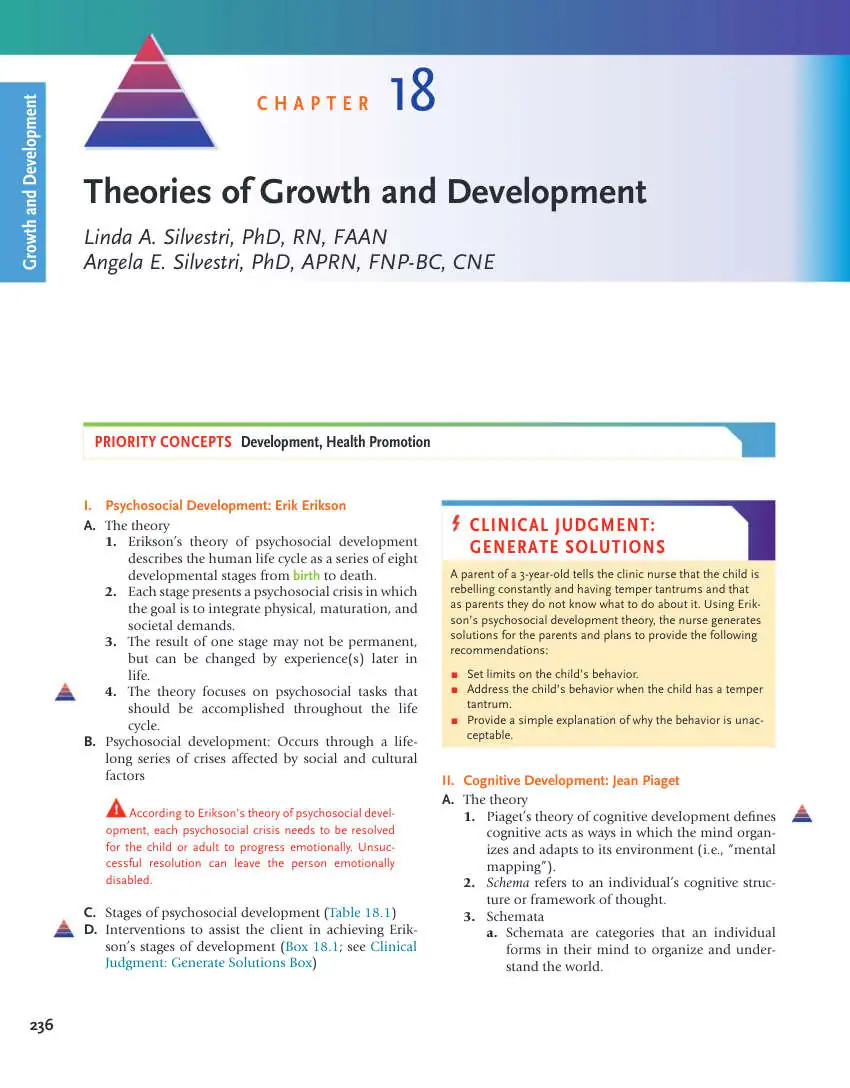 CHAPTER 18
Growth and Development
Theories of Growth and Development
Linda A. Silvestri, PhD, RN, FAAN
Angela E. Silvestri, PhD, APRN, FNP-BC, CNE
PRIORITY CONCEPTS Development, Health Promotion
I. Psychosocial Development: Erik Erikson
A. The theory
1. Erikson's theory of psychosocial development
describes the human life cycle as a series of eight
developmental stages from birth to death.
2. Each stage presents a psychosocial crisis in which
the goal is to integrate physical, maturation, and
societal demands.
3. The result of one stage may not be permanent,
but can be changed by experience(s) later in
life.
4. The theory focuses on psychosocial tasks that
should be accomplished throughout the life
cycle.
B. Psychosocial development: Occurs through a life-
long series of crises affected by social and cultural
factors
According to Erikson's theory of psychosocial devel-
opment, each psychosocial crisis needs to be resolved
for the child or adult to progress emotionally. Unsuc-
cessful resolution can leave the person emotionally
disabled.
C. Stages of psychosocial development (Table 18.1)
D. Interventions to assist the client in achieving Erik-
son's stages of development (Box 18.1; see Clinical
Judgment: Generate Solutions Box)
CLINICAL JUDGMENT:
GENERATE SOLUTIONS
A parent of a 3-year-old tells the clinic nurse that the child is
rebelling constantly and having temper tantrums and that
as parents they do not know what to do about it. Using Erik-
son's psychosocial development theory, the nurse generates
solutions for the parents and plans to provide the following
recommendations:
■ Set limits on the child's behavior.
■ Address the child's behavior when the child has a temper
tantrum.
■ Provide a simple explanation of why the behavior is unac-
ceptable.
II. Cognitive Development: Jean Piaget
A. The theory
1. Piaget's theory of cognitive development defines
cognitive acts as ways in which the mind organ-
izes and adapts to its environment (i.e., "mental
mapping").
2. Schema refers to an individual's cognitive struc-
ture or framework of thought.
3. Schemata
a. Schemata are categories that an individual
forms in their mind to organize and under-
stand the world.
236